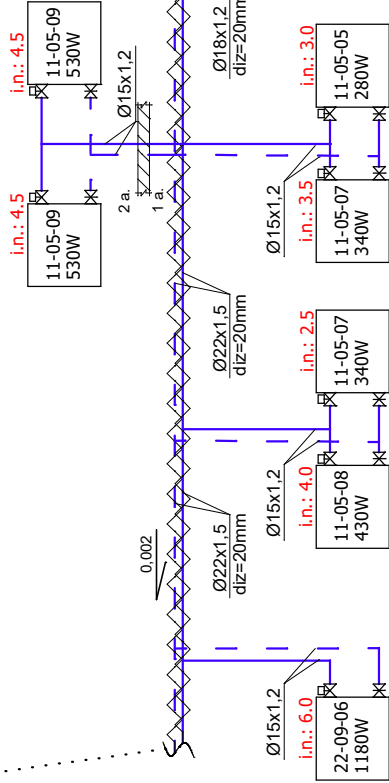 i.n.: 4.5
11-05-09
530W
i.n.: 4.5
11-05-09
530W
Ø15x1,2
2 a.
1 a.
Ø18x1,2
diz=20mm
Ø22x1,5
diz=20mm
0,002
Ø22x1,5
diz=20mm
Ø15x1,2
i.n.: 6.0
22-09-06
1180W
Ø15x1,2
i.n.: 4.0
11-05-08
430W
i.n.: 2.5
11-05-07
340W
Ø15x1,2
i.n.: 3.5
11-05-07
340W
i.n.: 3.0
11-05-05
280W